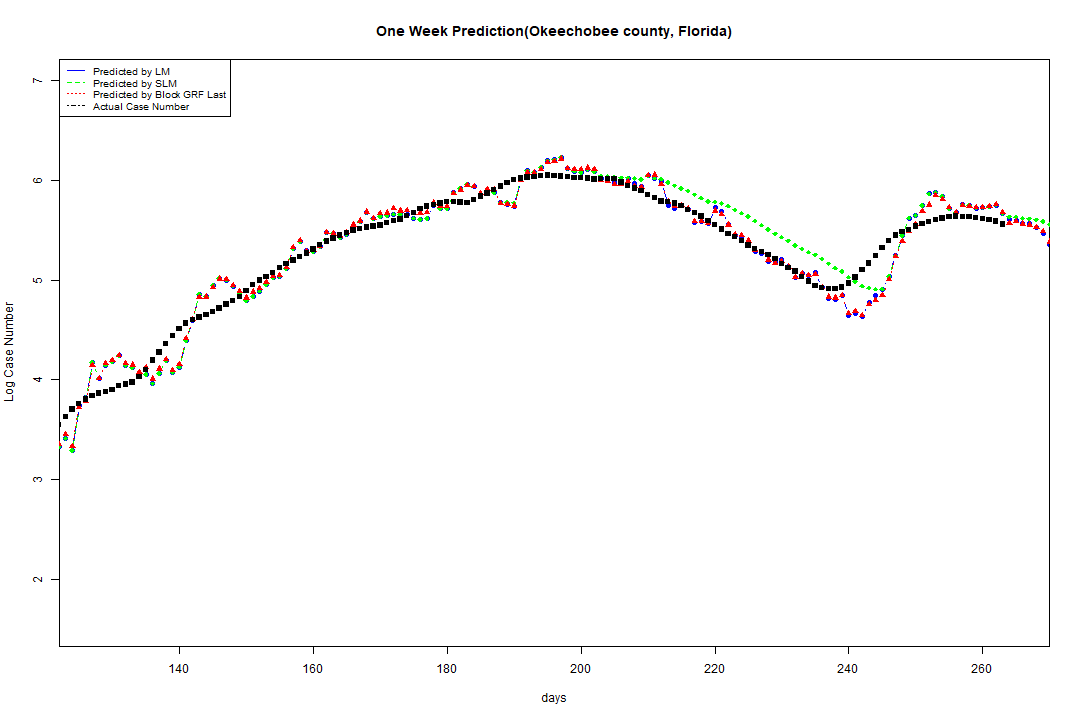 One Week Prediction(Okeechobee county, Florida)
Predicted by LM
Predicted by SLM
Predicted by Block GRF Last
Actual Case Number
7
6
5
4
3
2
Log Case Number
140 160 180 200 220 240 260
days